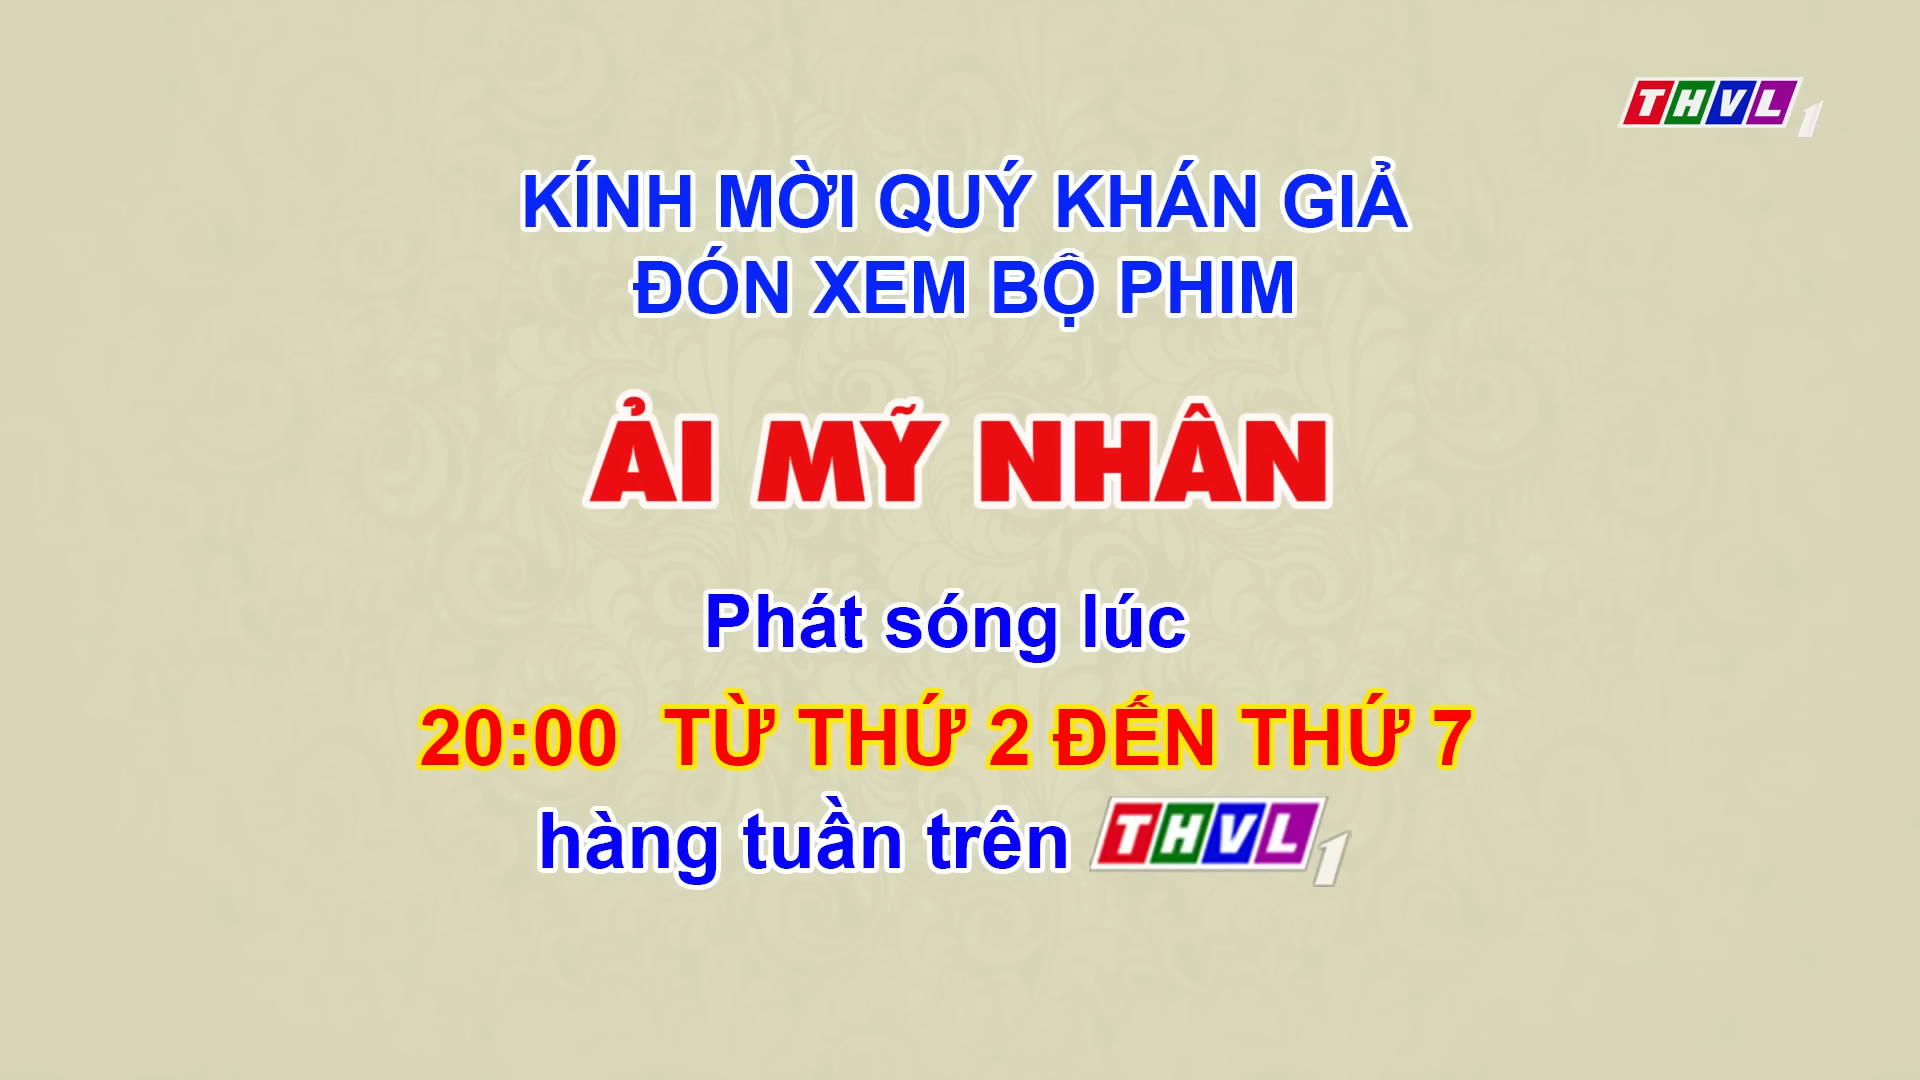 THVL1
KÍNH MỜI QUÝ KHÁN GIẢ
ĐÓN XEM BỘ PHIM
ẢI MỸ NHÂN
Phát sóng lúc
20:00 TỪ THỨ 2 ĐẾN THỨ 7
hàng tuần trên THVL1